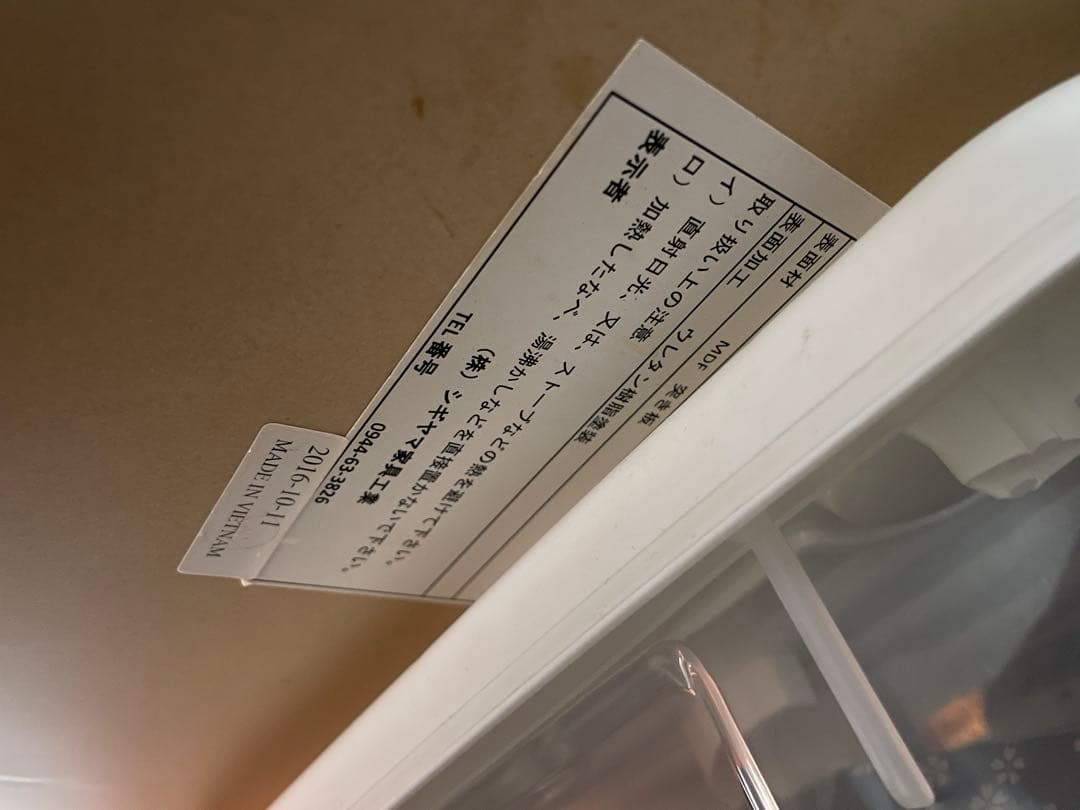 表面材 MDF 突き板
表面加工 ウレタン樹脂塗装
取り扱い上の注意
イ) 直射日光、又は、ストーブなどの熱を避けて下さい。
ロ) 加熱したなべ、湯沸かしなどを直接置かないで下さい。
表示者 (株) シギヤマ家具工業
TEL番号 0944-63-3826
2016-10-11
MADE IN VIETNAM